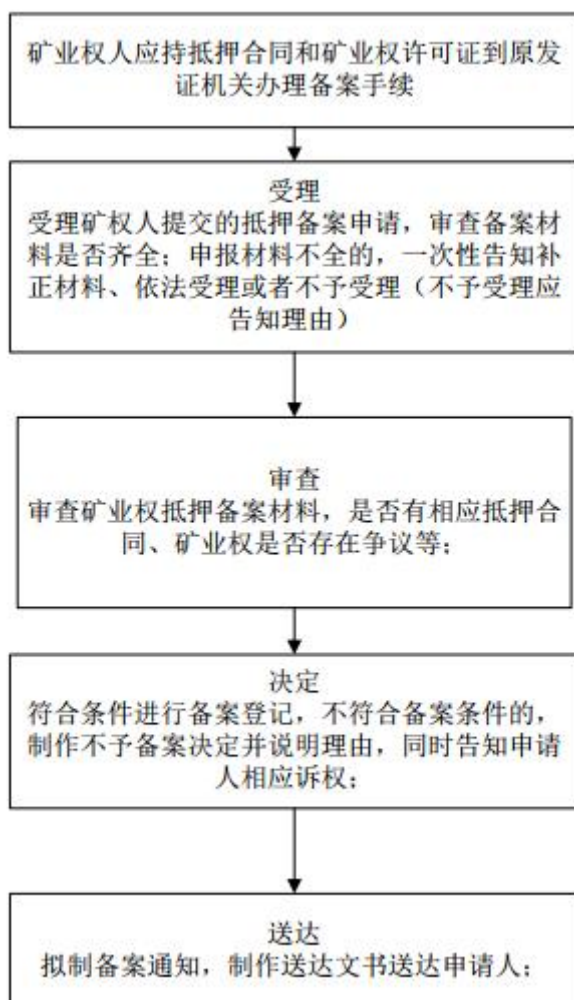 矿业权人应持抵押合同和矿业权许可证到原发
证机关办理备案手续
受理
受理矿权人提交的抵押备案申请，审查备案材
料是否齐全；申报材料不全的，一次性告知补
正材料、依法受理或者不予受理（不予受理应
告知理由）
审查
审查矿业权抵押备案材料，是否有相应抵押合
同、矿业权是否存在争议等；
决定
符合条件进行备案登记，不符合备案条件的，
制作不予备案决定并说明理由，同时告知申请
人相应诉权；
送达
拟制备案通知，制作送达文书送达申请人；